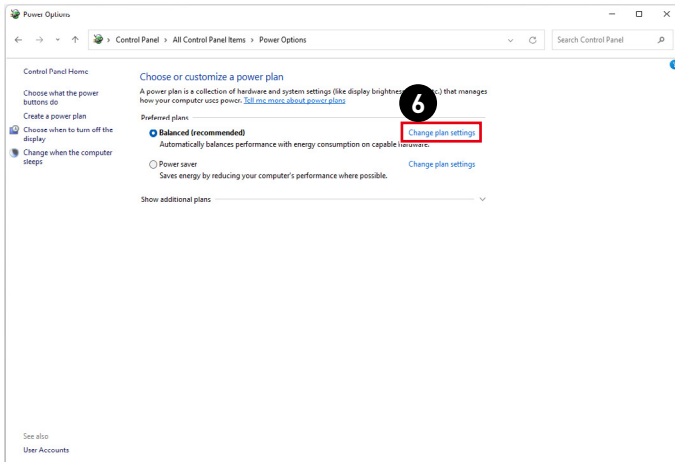 Power Options
Control Panel > All Control Panel Items > Power Options
Search Control Panel
Control Panel Home
Choose what the power
buttons do
Create a power plan
Choose when to turn off the
display
Change when the computer
sleeps
Choose or customize a power plan
A power plan is a collection of hardware and system settings (like display brightness, etc.) that manages
how your computer uses power. Tell me more about power plans
6
Preferred plans
Balanced (recommended)
Change plan settings
Automatically balances performance with energy consumption on capable hardware.
Power saver
Change plan settings
Saves energy by reducing your computer's performance where possible.
Show additional plans
See also
User Accounts